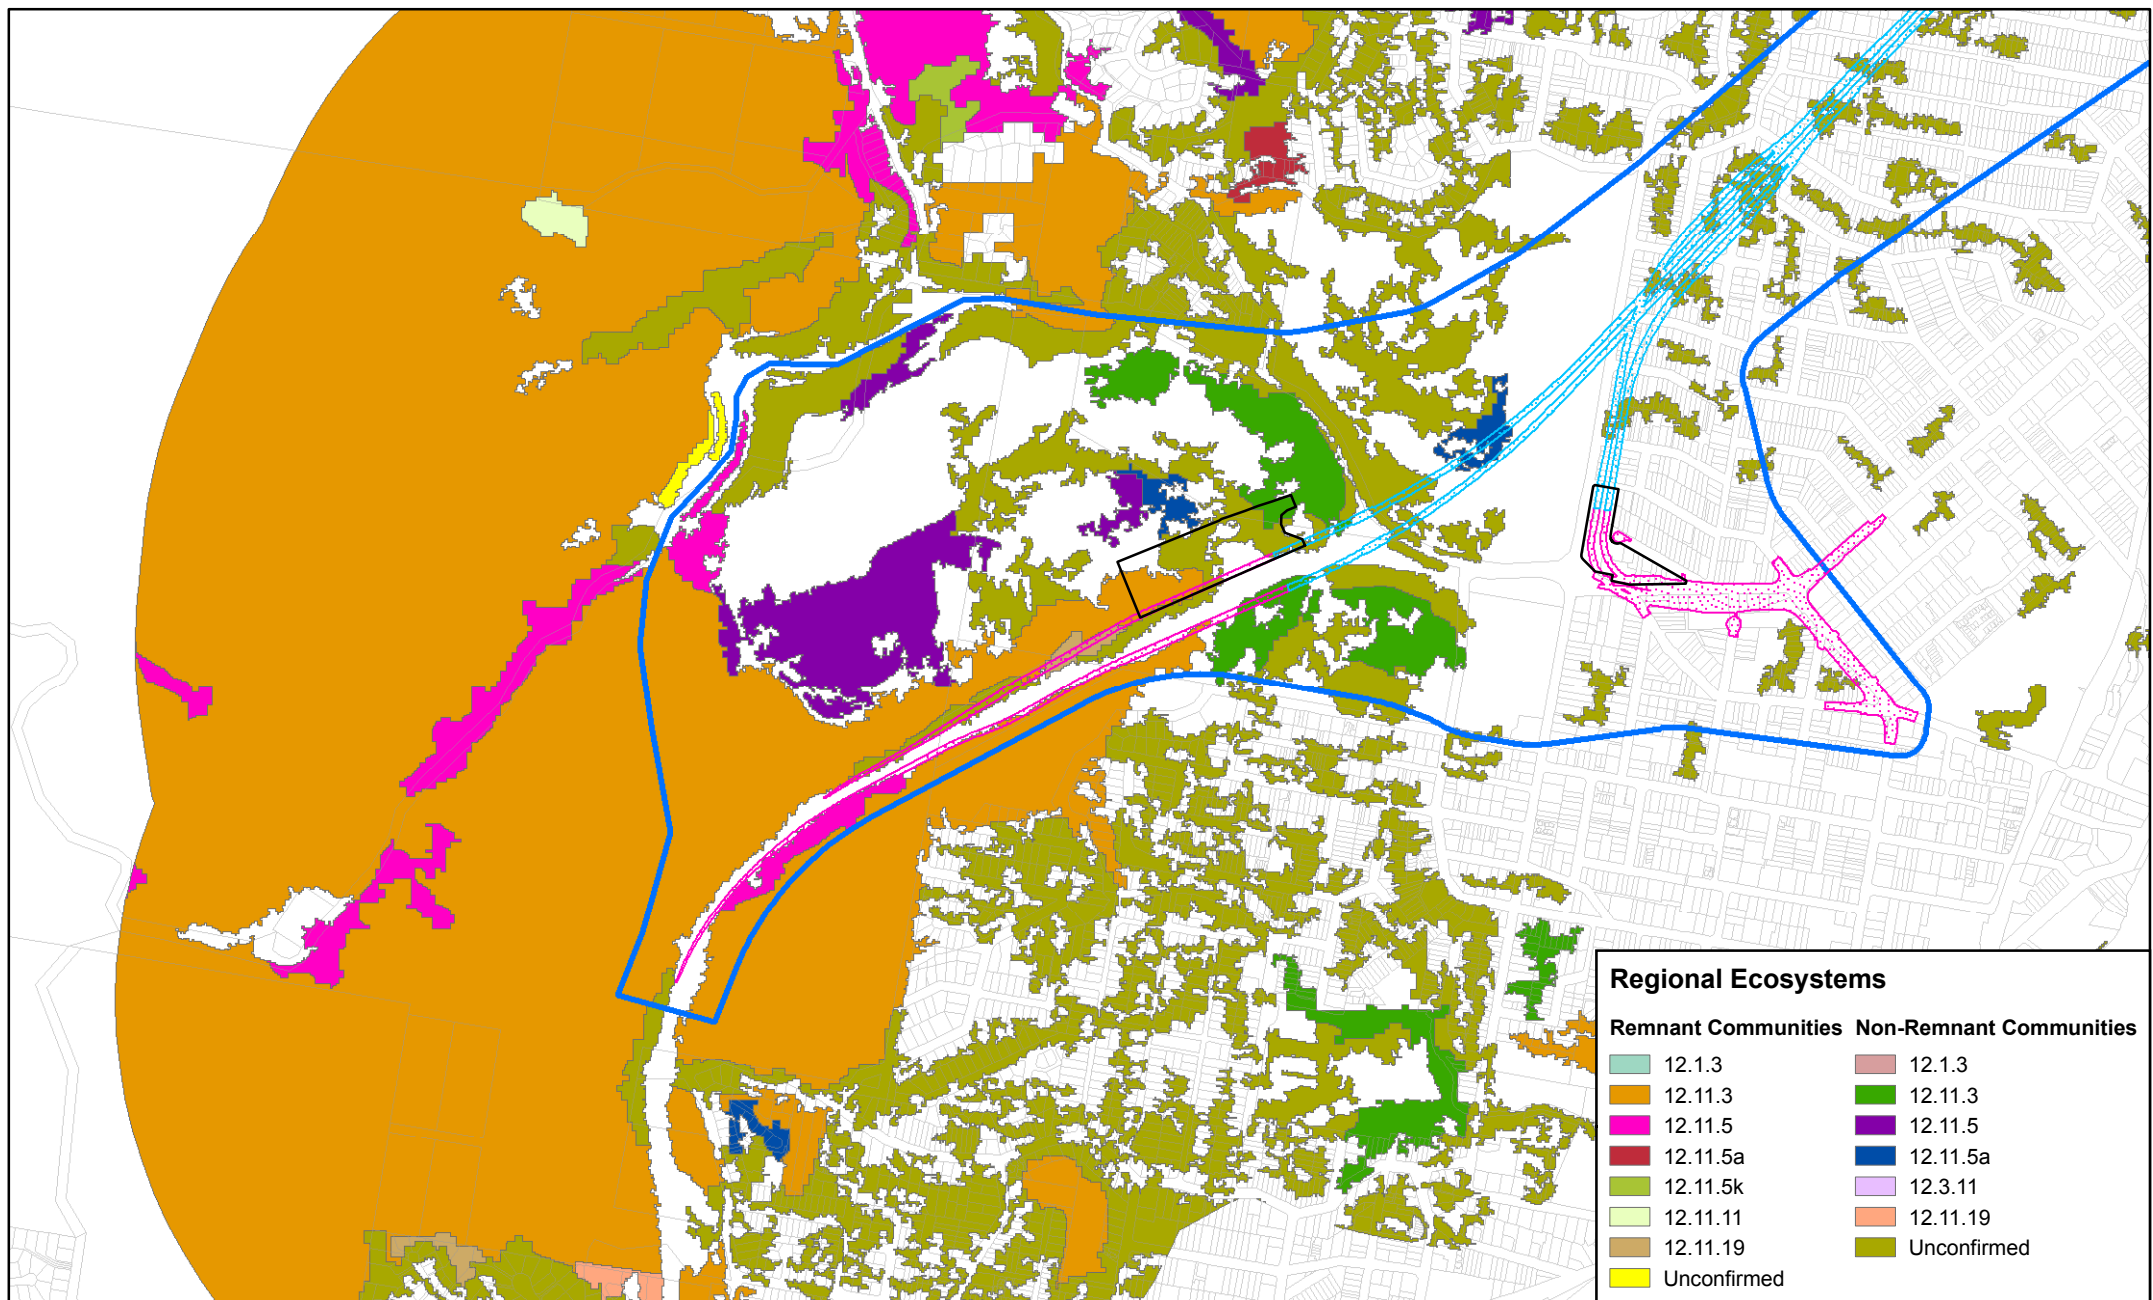 Regional Ecosystems
Remnant Communities Non-Remnant Communities
12.1.3 12.1.3
12.11.3 12.11.3
12.11.5 12.11.5
12.11.5a 12.11.5a
12.11.5k 12.3.11
12.11.11 12.11.19
12.11.19 Unconfirmed
Unconfirmed